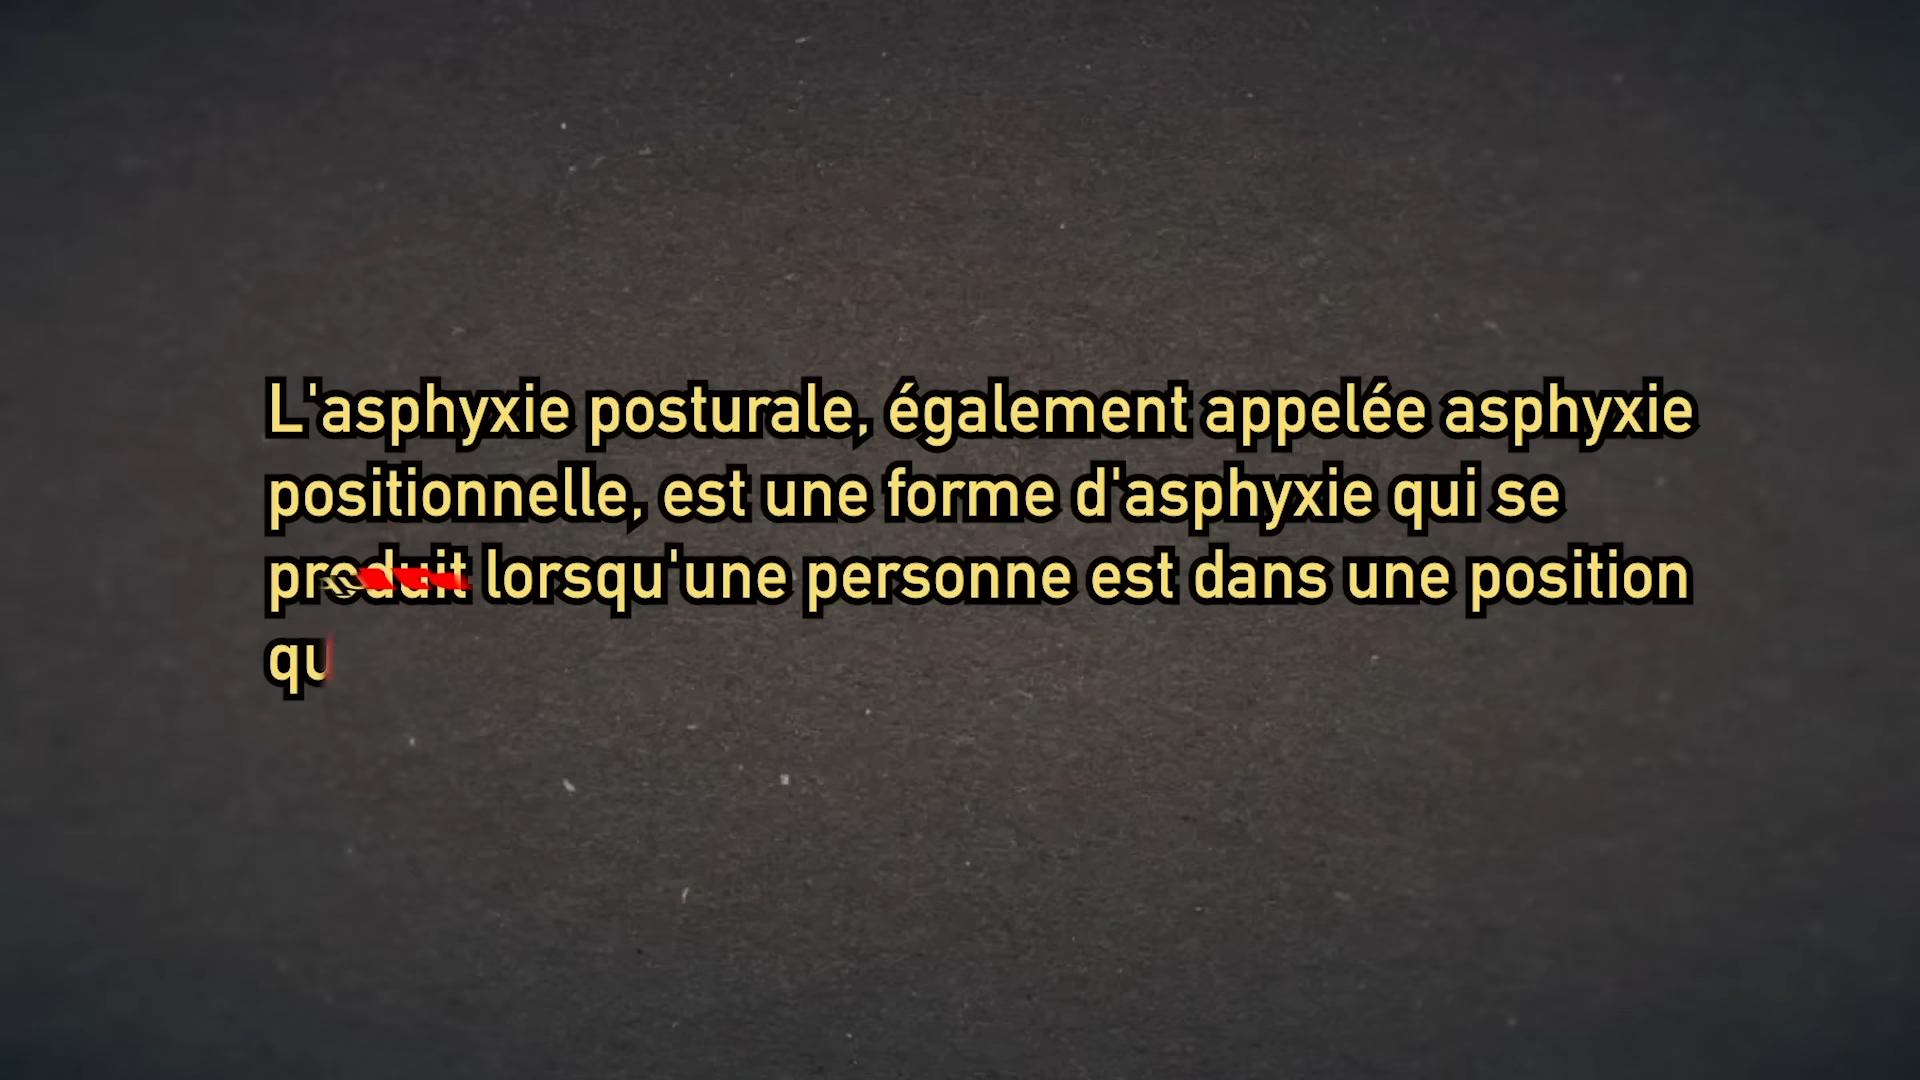 L'asphyxie posturale, également appelée asphyxie
positionnelle, est une forme d'asphyxie qui se
produit lorsqu'une personne est dans une position
qu